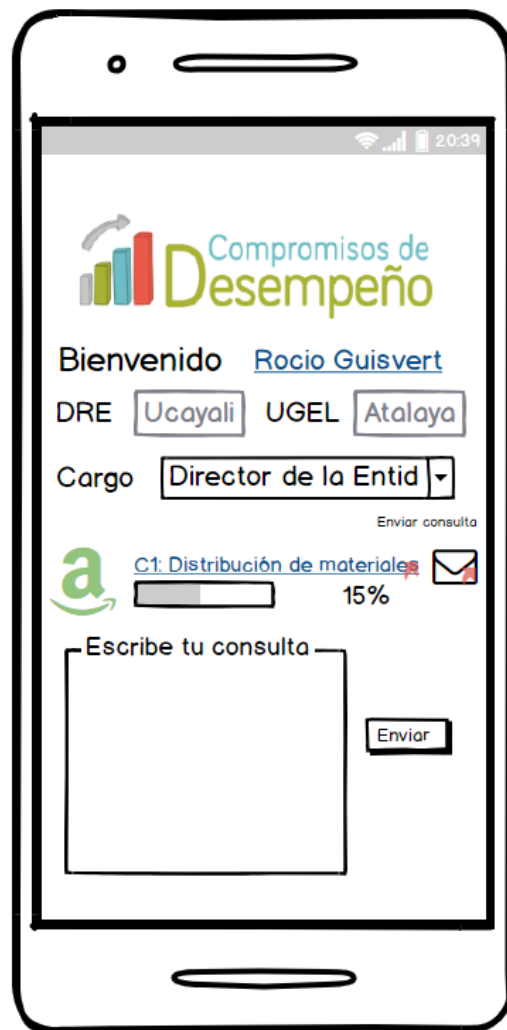 20:39
Compromisos de
Desempeño
Bienvenido Rocio Guisvert
DRE Ucayali UGEL Atalaya
Cargo Director de la Entid
Enviar consulta
a C1: Distribución de materiales
15%
Escribe tu consulta
Enviar